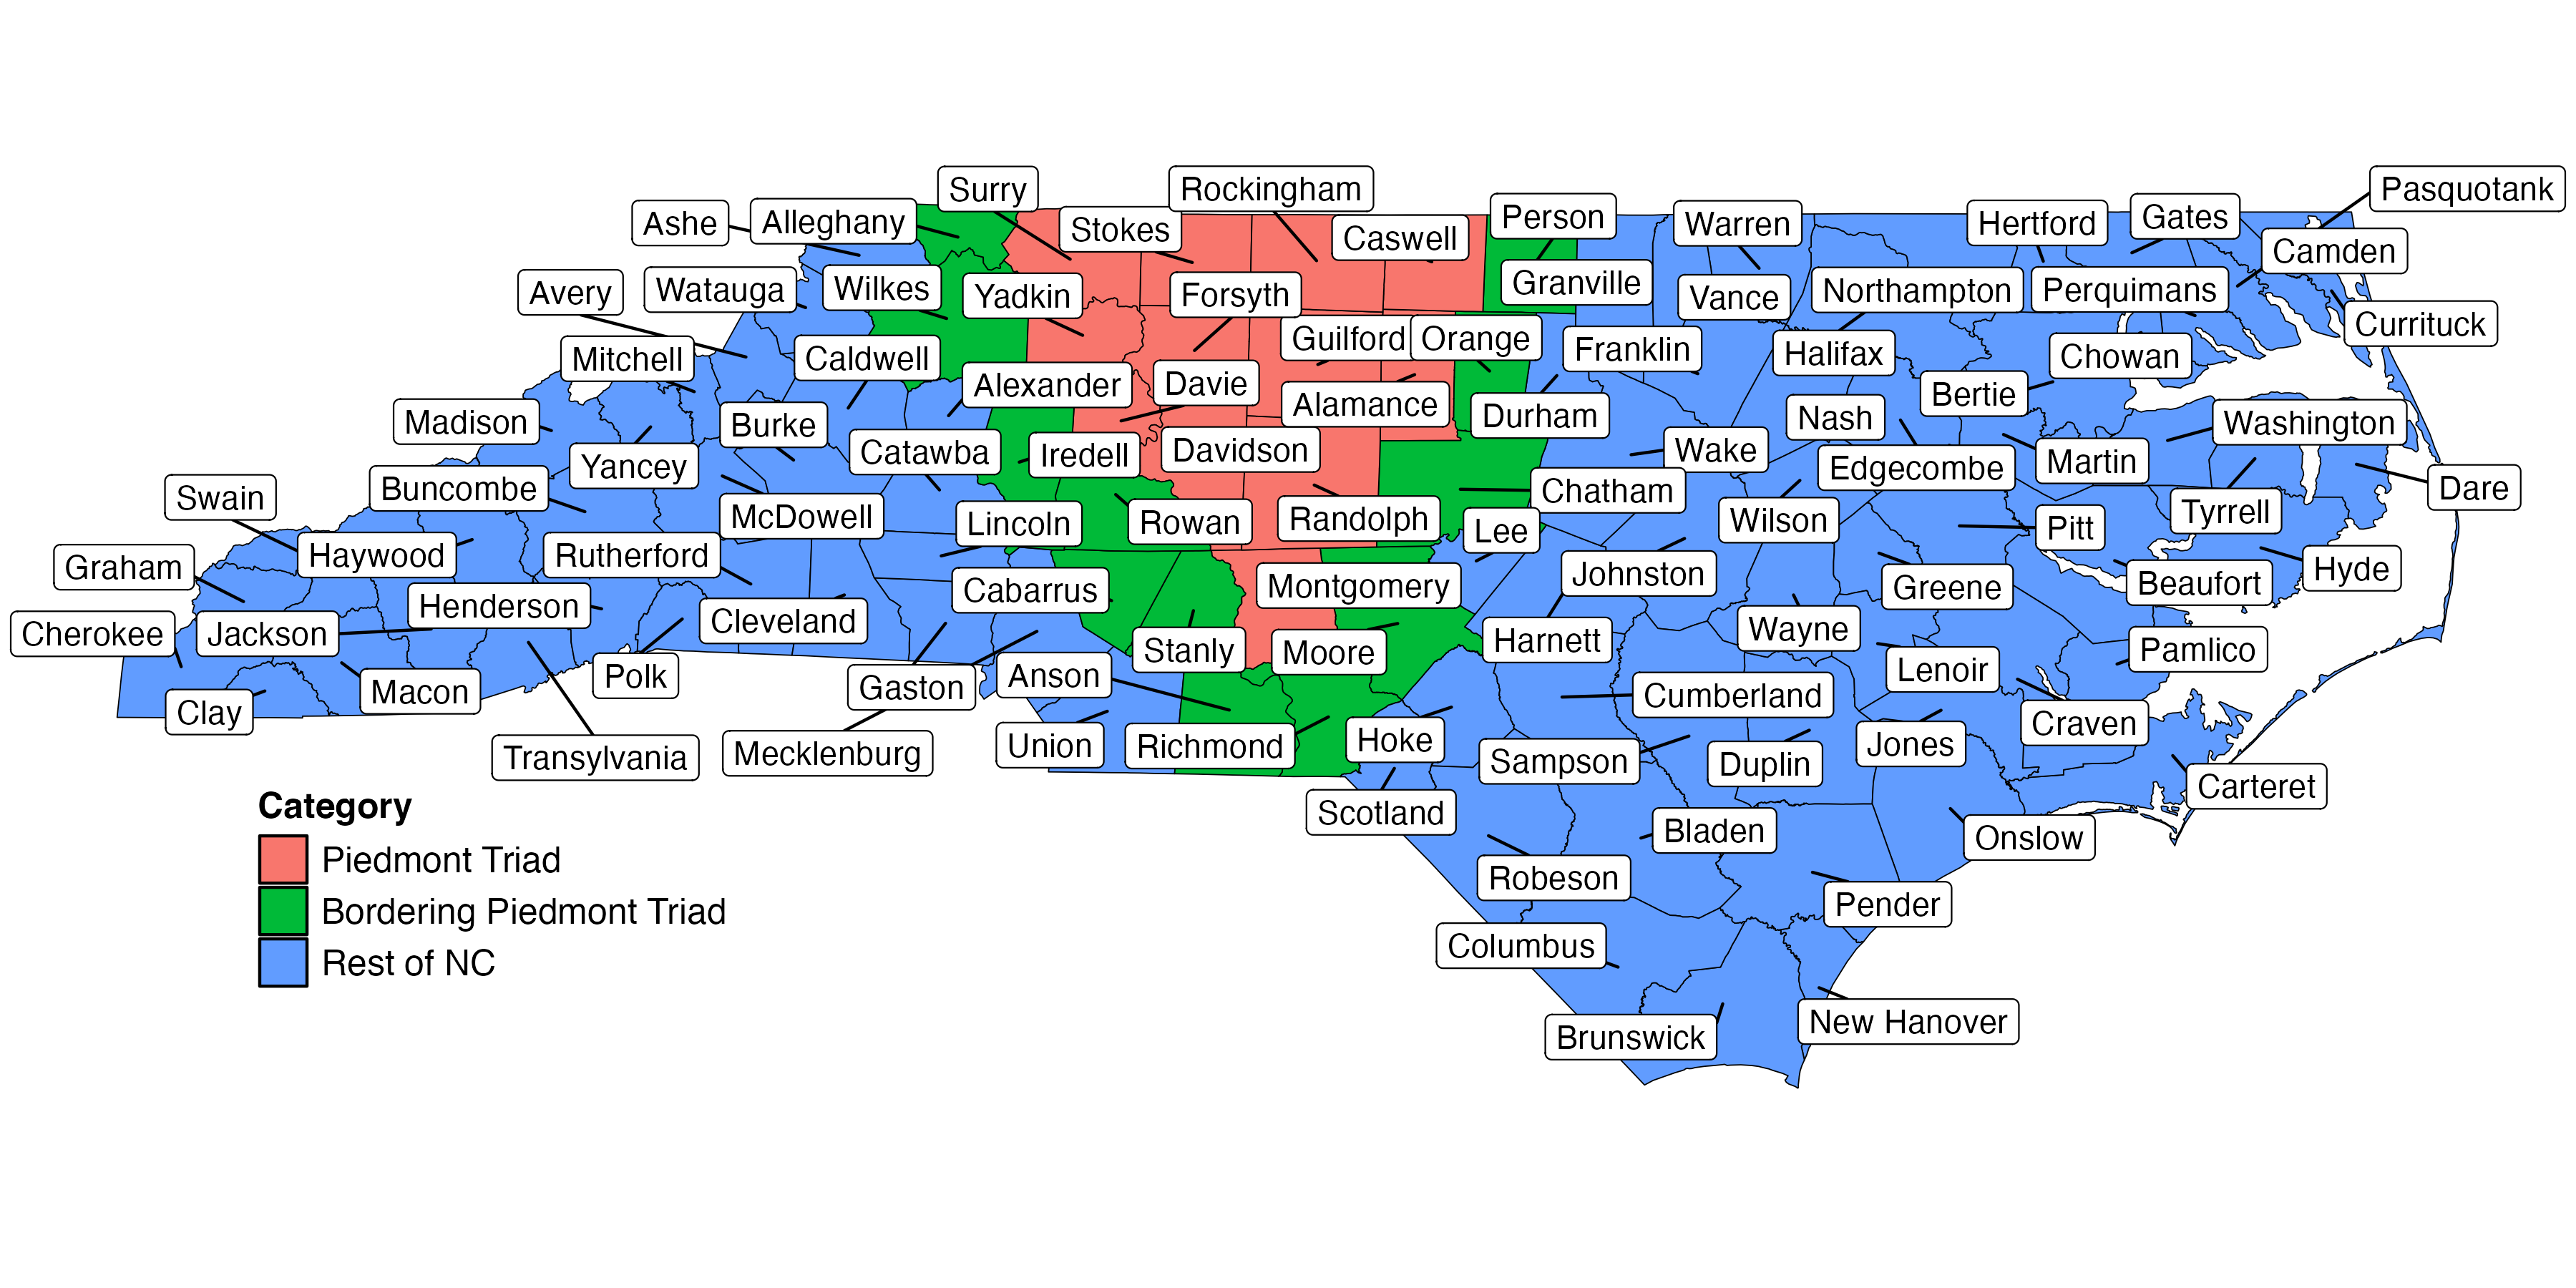 Surry
Rockingham
Pasquotank
Ashe
Alleghany
Stokes
Caswell
Person
Warren
Hertford
Gates
Camden
Avery
Watauga
Wilkes
Yadkin
Forsyth
Granville
Vance
Northampton
Perquimans
Currituck
Mitchell
Caldwell
Alexander
Davie
Guilford
Orange
Franklin
Halifax
Chowan
Madison
Burke
Alamance
Durham
Nash
Bertie
Washington
Yancey
Catawba
Iredell
Davidson
Wake
Edgecombe
Martin
Swain
Buncombe
McDowell
Lincoln
Rowan
Randolph
Chatham
Lee
Wilson
Pitt
Tyrrell
Dare
Graham
Haywood
Rutherford
Cabarrus
Montgomery
Johnston
Greene
Beaufort
Hyde
Cherokee
Jackson
Henderson
Cleveland
Stanly
Moore
Harnett
Wayne
Lenoir
Pamlico
Clay
Macon
Polk
Gaston
Anson
Cumberland
Craven
Transylvania
Mecklenburg
Union
Richmond
Hoke
Sampson
Duplin
Jones
Carteret
Scotland
Bladen
Onslow
Robeson
Pender
Columbus
Brunswick
New Hanover
Category
Piedmont Triad
Bordering Piedmont Triad
Rest of NC